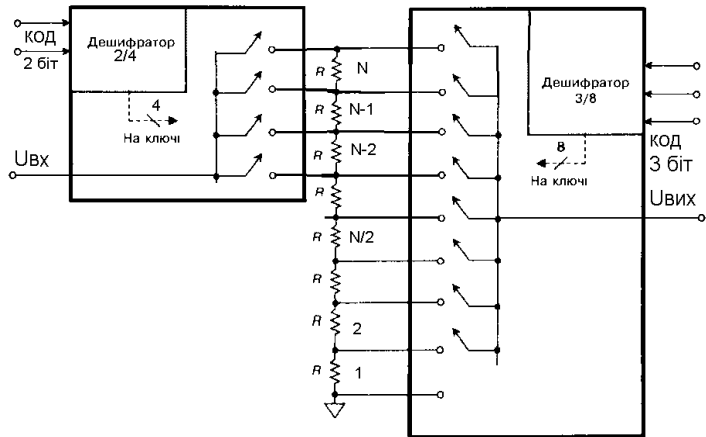 КОД
2 біт
Дешифратор
2/4
4
На ключі
Uвх
R
N
R
N-1
R
N-2
R
R
N/2
R
R
2
R
1
Дешифратор
3/8
8
На ключі
КОД
3 біт
Uвих